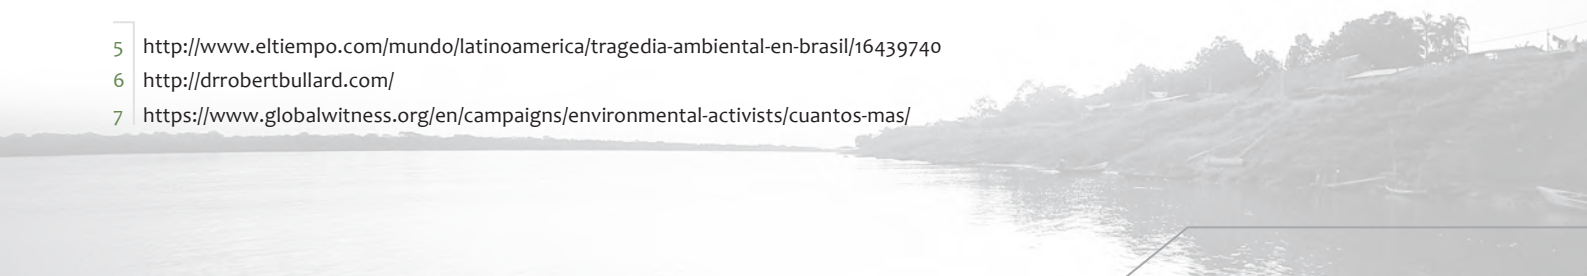 5 http://www.eltiempo.com/mundo/latinoamerica/tragedia-ambiental-en-brasil/16439740
6 http://drrobertbullard.com/
7 https://www.globalwitness.org/en/campaigns/environmental-activists/cuantos-mas/